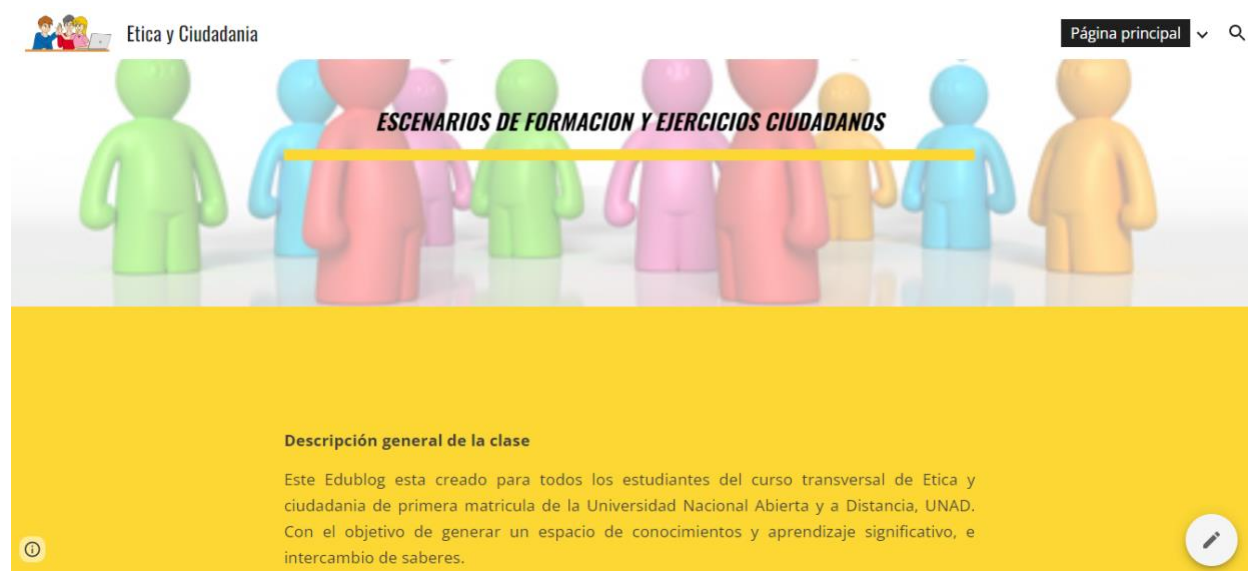 Etica y Ciudadania
Página principal
ESCENARIOS DE FORMACION Y EJERCICIOS CIUDADANOS
Descripción general de la clase
Este Edublog esta creado para todos los estudiantes del curso transversal de Etica y
ciudadania de primera matricula de la Universidad Nacional Abierta y a Distancia, UNAD.
Con el objetivo de generar un espacio de conocimientos y aprendizaje significativo, e
intercambio de saberes.